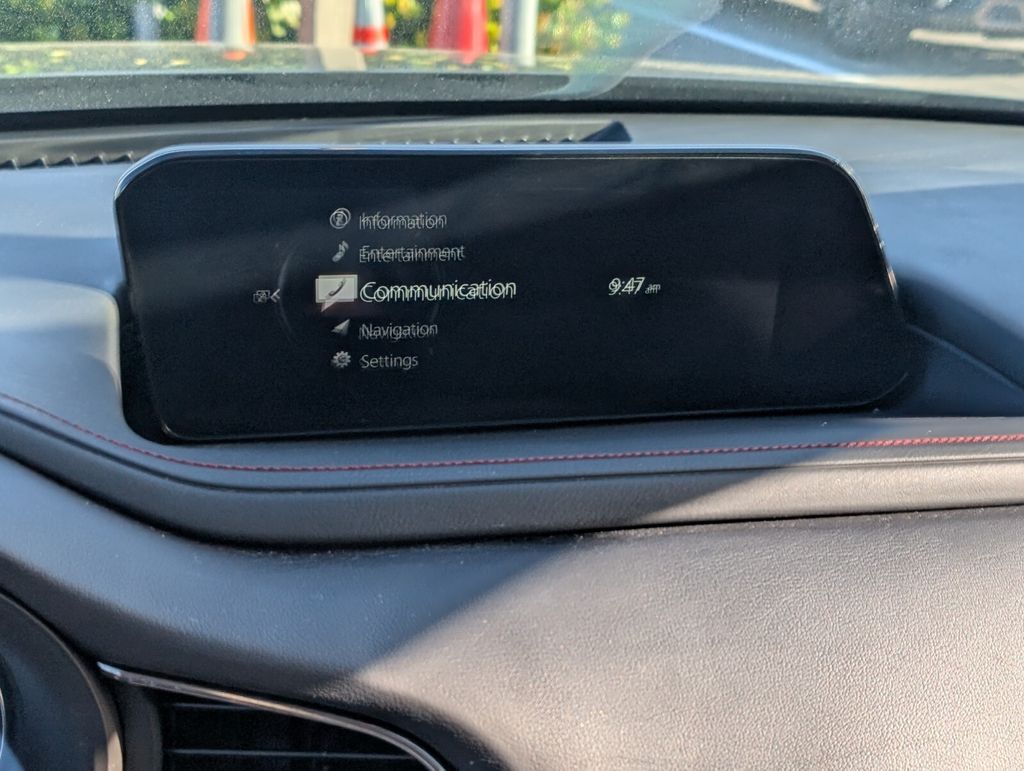 Information
Entertainment
Communication
9:47 am
Navigation
Settings